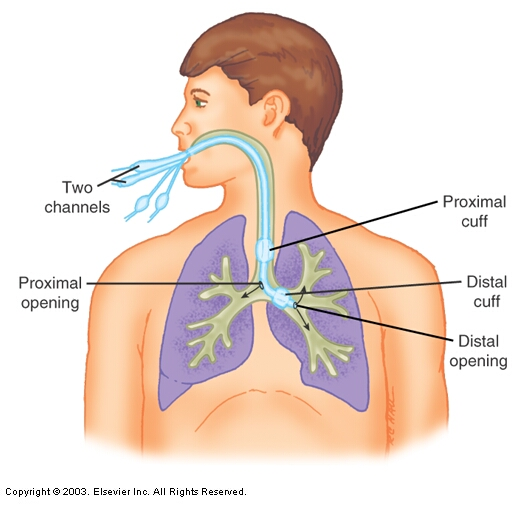 Two
channels
Proximal
cuff
Proximal
opening
Distal
cuff
Distal
opening
Copyright © 2003. Elsevier Inc. All Rights Reserved.